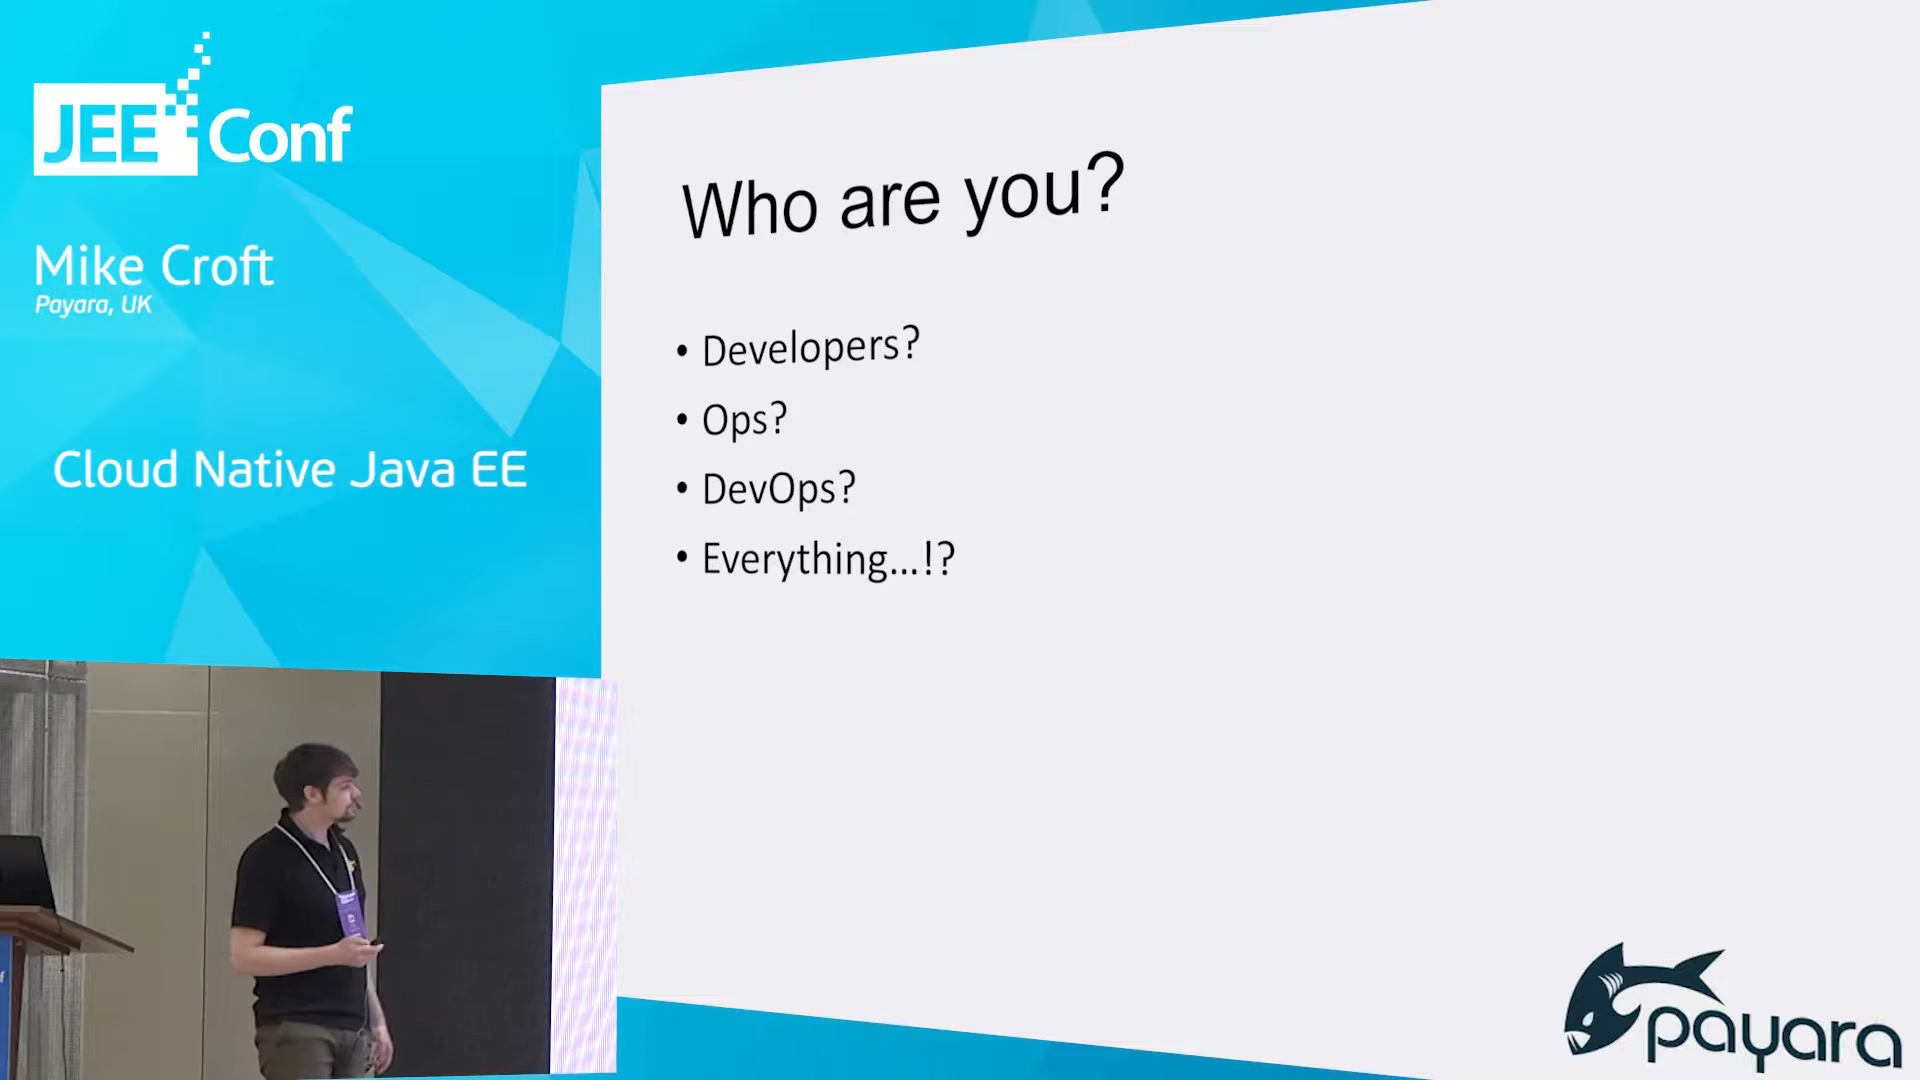 JEE Conf
Mike Croft
Payara, UK
Cloud Native Java EE
Who are you?
• Developers?
• Ops?
• DevOps?
• Everything...!?
payara